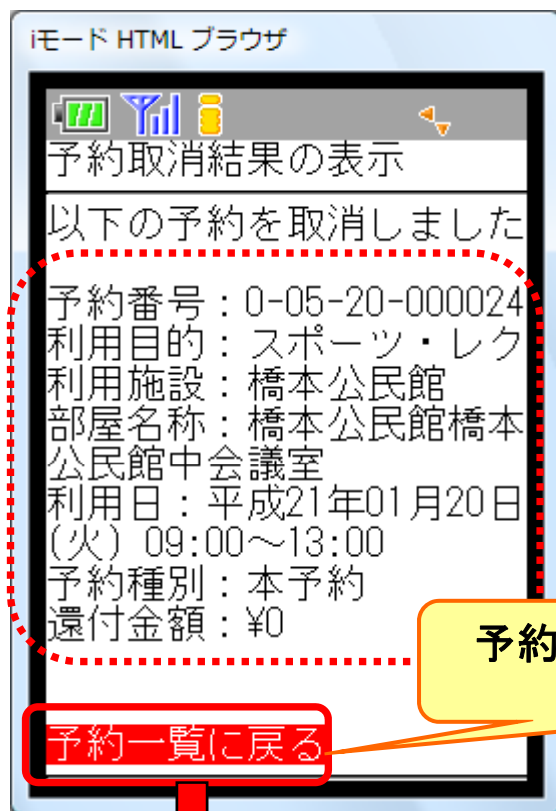 iモード HTML ブラウザ
予約取消結果の表示
以下の予約を取消しました
予約番号：0-05-20-000024
利用目的：スポーツ・レク
利用施設：橋本公民館
部屋名称：橋本公民館橋本
公民館中会議室
利用日：平成21年01月20日
(火) 09:00～13:00
予約種別：本予約
還付金額：¥0
予約
予約一覧に戻る